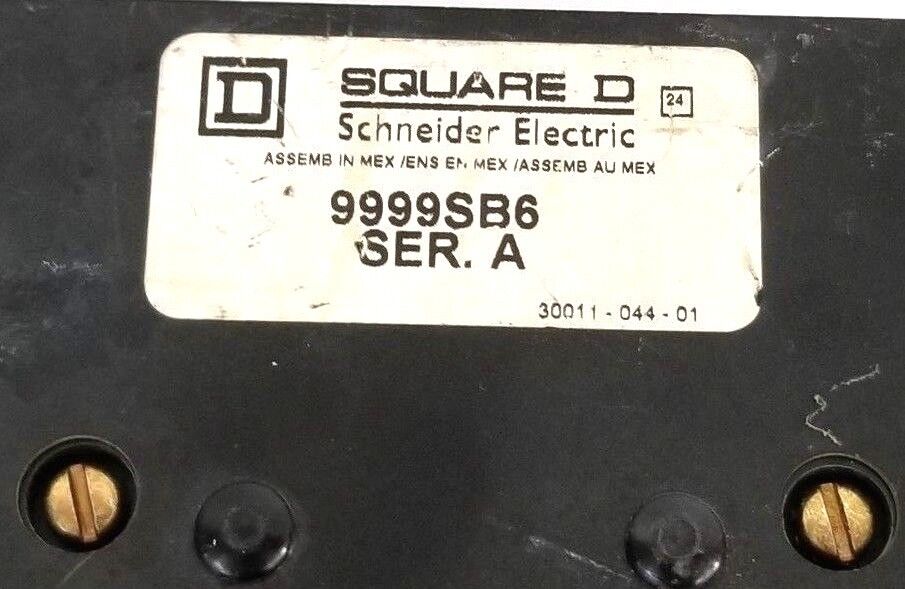 D SQUARE D 24
Schneider Electric
ASSEMB IN MEX /ENS EN MEX /ASSEMB AU MEX
9999SB6
SER. A
30011 - 044 - 01